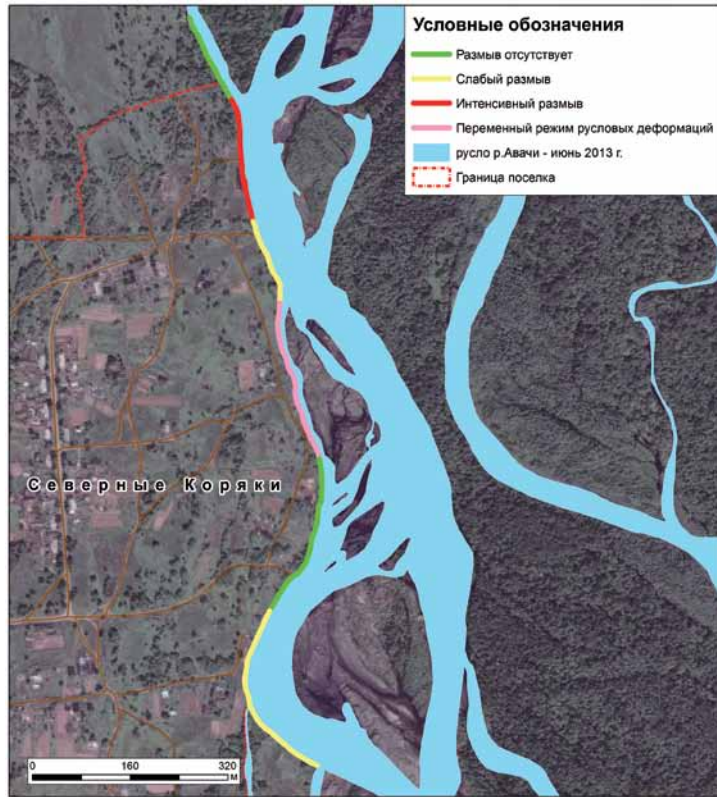 Условные обозначения
Размыв отсутствует
Слабый размыв
Интенсивный размыв
Переменный режим русловых деформаций
русло р.Авачи - июнь 2013 г.
Граница поселка
Северные Коряки
0 160 320
м